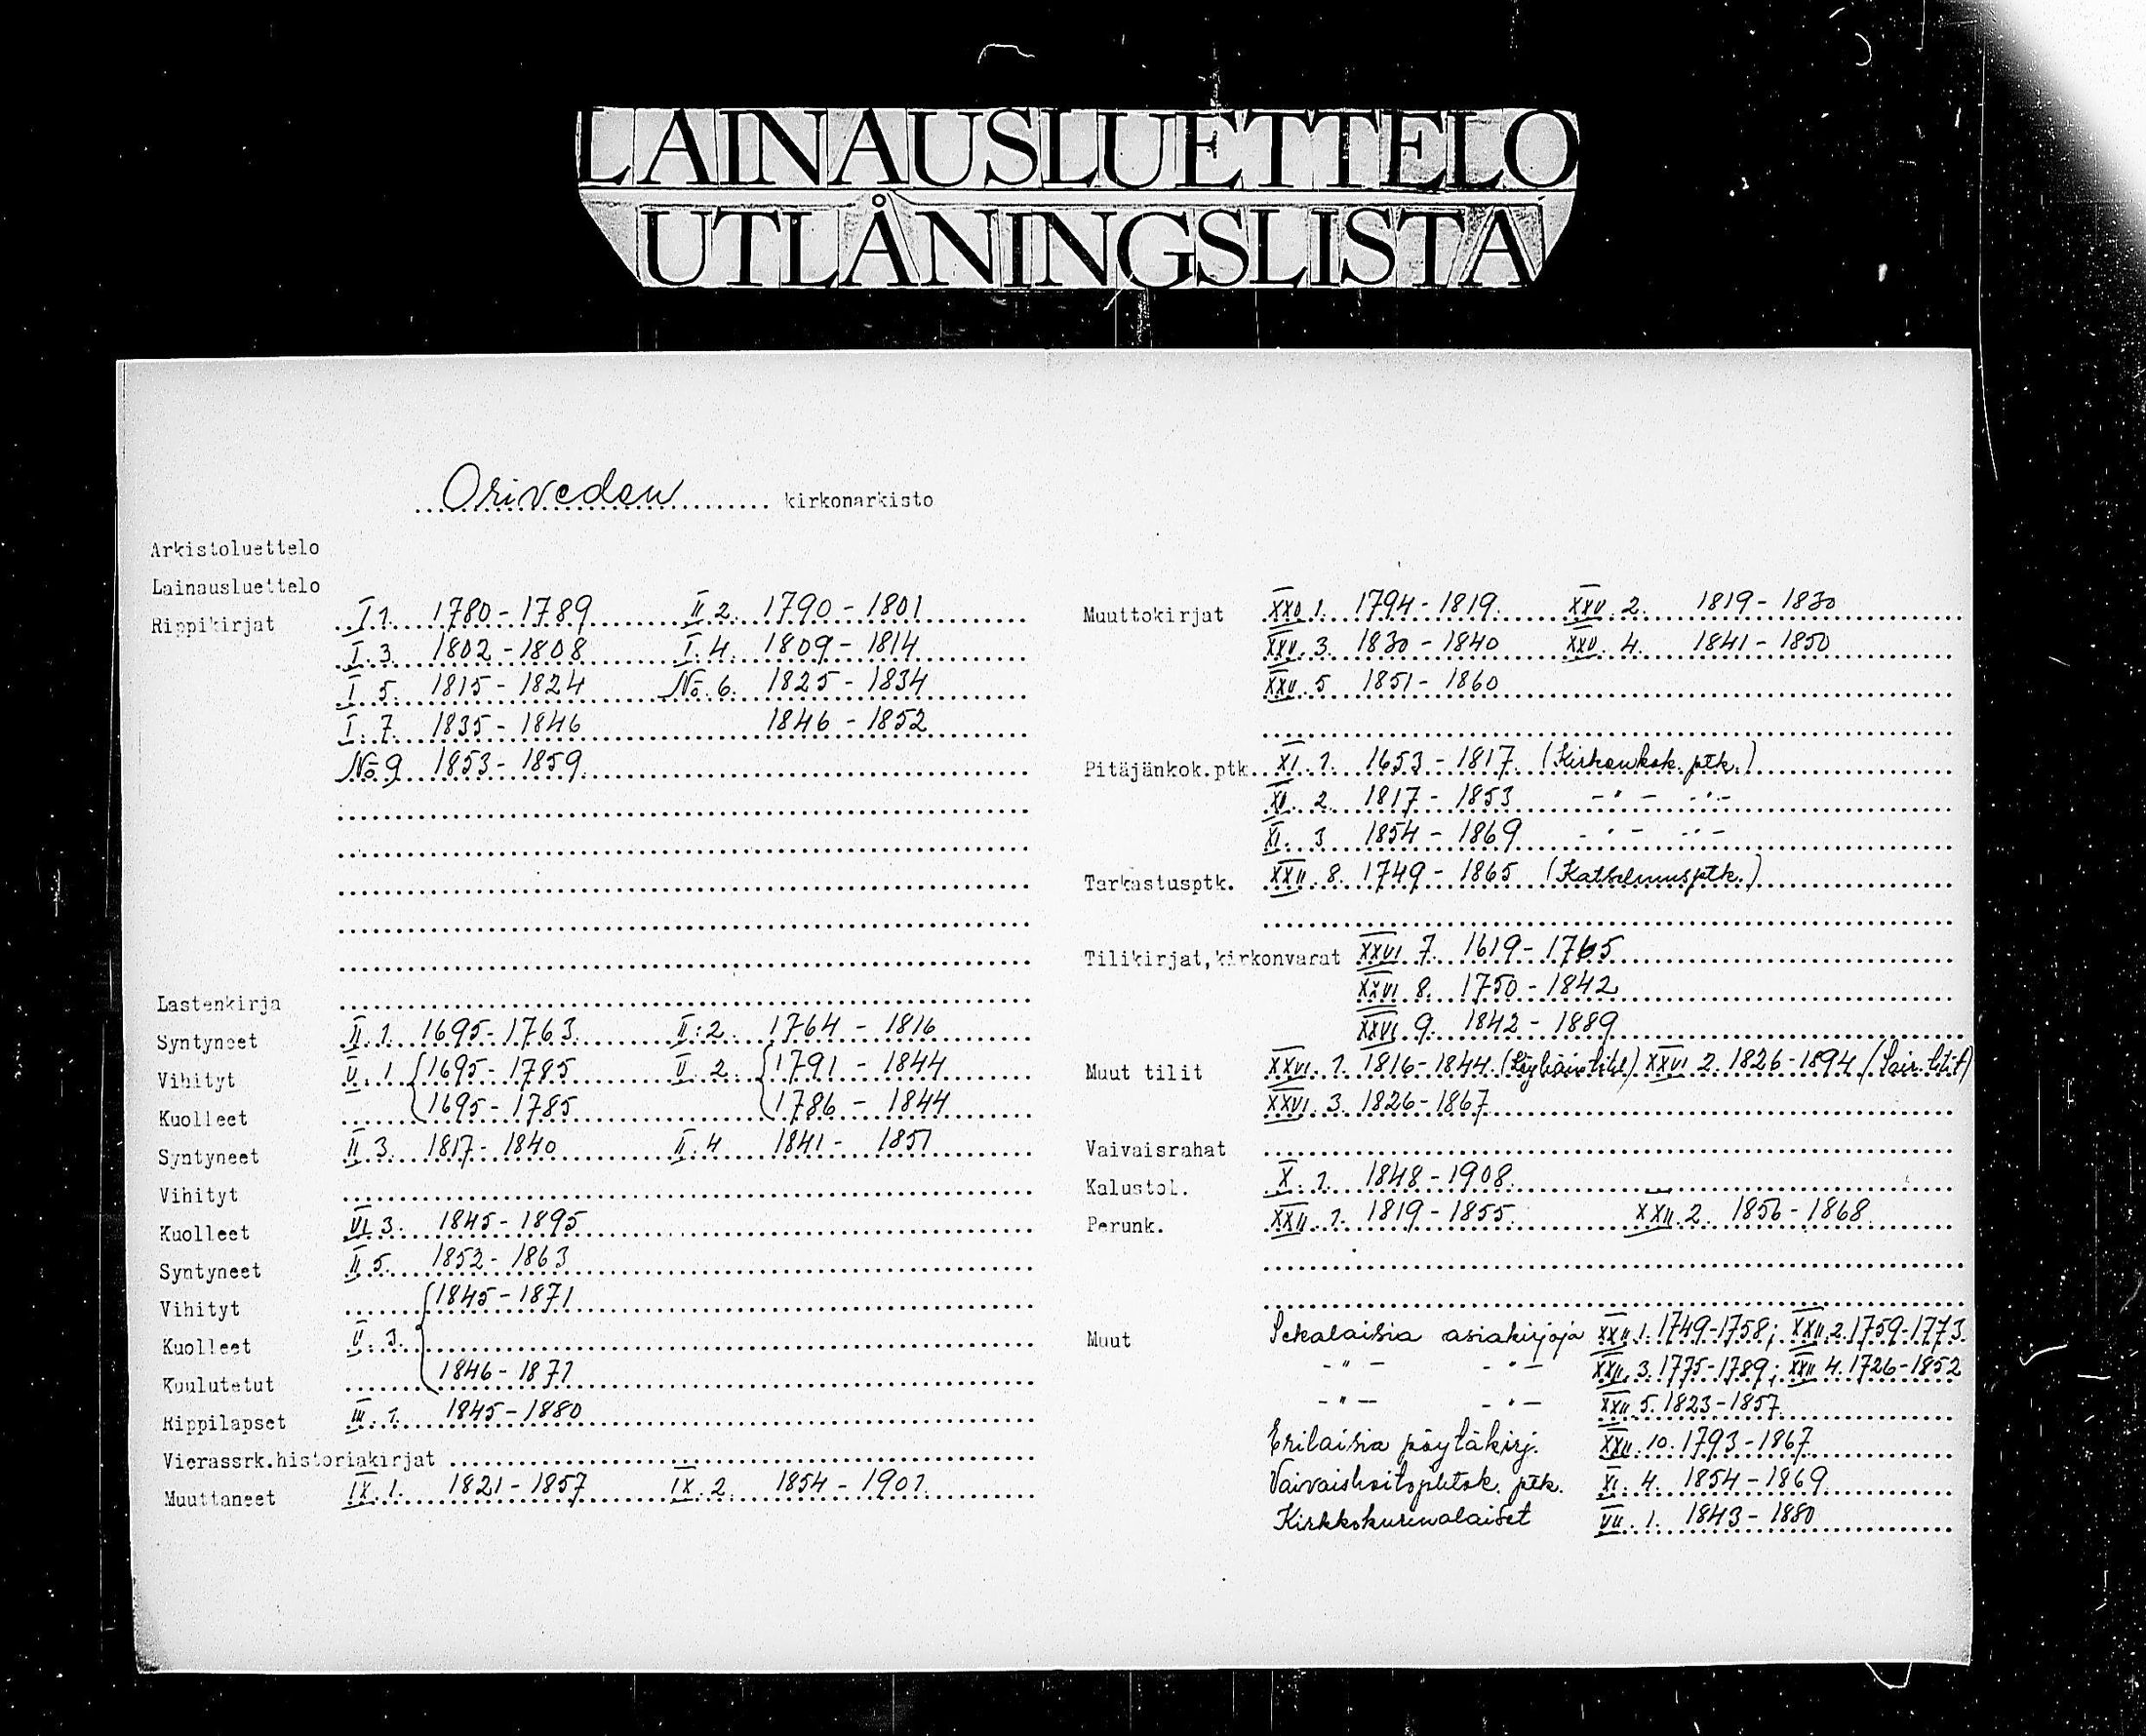 LAINAUSLUETTELO
UTLÅNINGSLISTA
Oriveden kirkonarkisto
Arkistoluettelo
Lainausluettelo
Rippikirjat I.1. 1780-1789 II.2. 1790-1801
I.3. 1802-1808 I.4. 1809-1814
I.5. 1815-1824 No.6. 1825-1834
I.7. 1835-1846 1846-1852
No 9 1853-1859
Lastenkirja
Syntyneet II.1. 1695-1763 II.2. 1764-1816
Vihityt V.1 1695-1785 V.2. 1791-1844
Kuolleet 1695-1785 1786-1844
Syntyneet II.3. 1817-1840 II.4 1841-1851
Vihityt
Kuolleet VI.3. 1845-1895
Syntyneet II.5. 1852-1863
Vihityt 1845-1871
Kuolleet V.3.
Koulutetut 1846-1871
Rippilapset III.1. 1845-1880
Vierassrk.historiakirjat
Muuttaneet IX.1. 1821-1857 IX.2. 1854-1901
Muuttokirjat XXV.1. 1794-1819. XXV.2. 1819-1830
XXV.3. 1830-1840 XXV.4. 1841-1850
XXV.5 1851-1860
Pitäjänkok.ptk. XI.1. 1653-1817. (Kirkonkok. ptk.)
XI.2. 1817-1853 -"- -"-
XI.3 1854-1869 -"- -"-
Tarkastusptk. XXII.8. 1749-1865 (Katselmusptk.)
Tilikirjat,kirkonvarat XXVI.7. 1619-1765
XXVI.8. 1750-1842
XXVI.9. 1842-1889
Muut tilit XXVI.1. 1816-1844. XXVI.2. 1826-1894
XXVI.3. 1826-1867
Vaivaisrahat
Kalustol. X.1. 1848-1908
Perunk. XXII.1. 1819-1855 XXII.2. 1856-1868
Muut Sekalaisia asiakirjoja XXII.1. 1749-1758; XXII.2. 1759-1773.
-"- -"- XXII.3. 1775-1789; XXII 4. 1726-1852
-"- -"- XXII.5. 1823-1857
Erilaisia pöytäkirj. XXII.10. 1793-1867
ptk. XI.4. 1854-1869
Kirkkokurinalaiset VII.1. 1843-1880